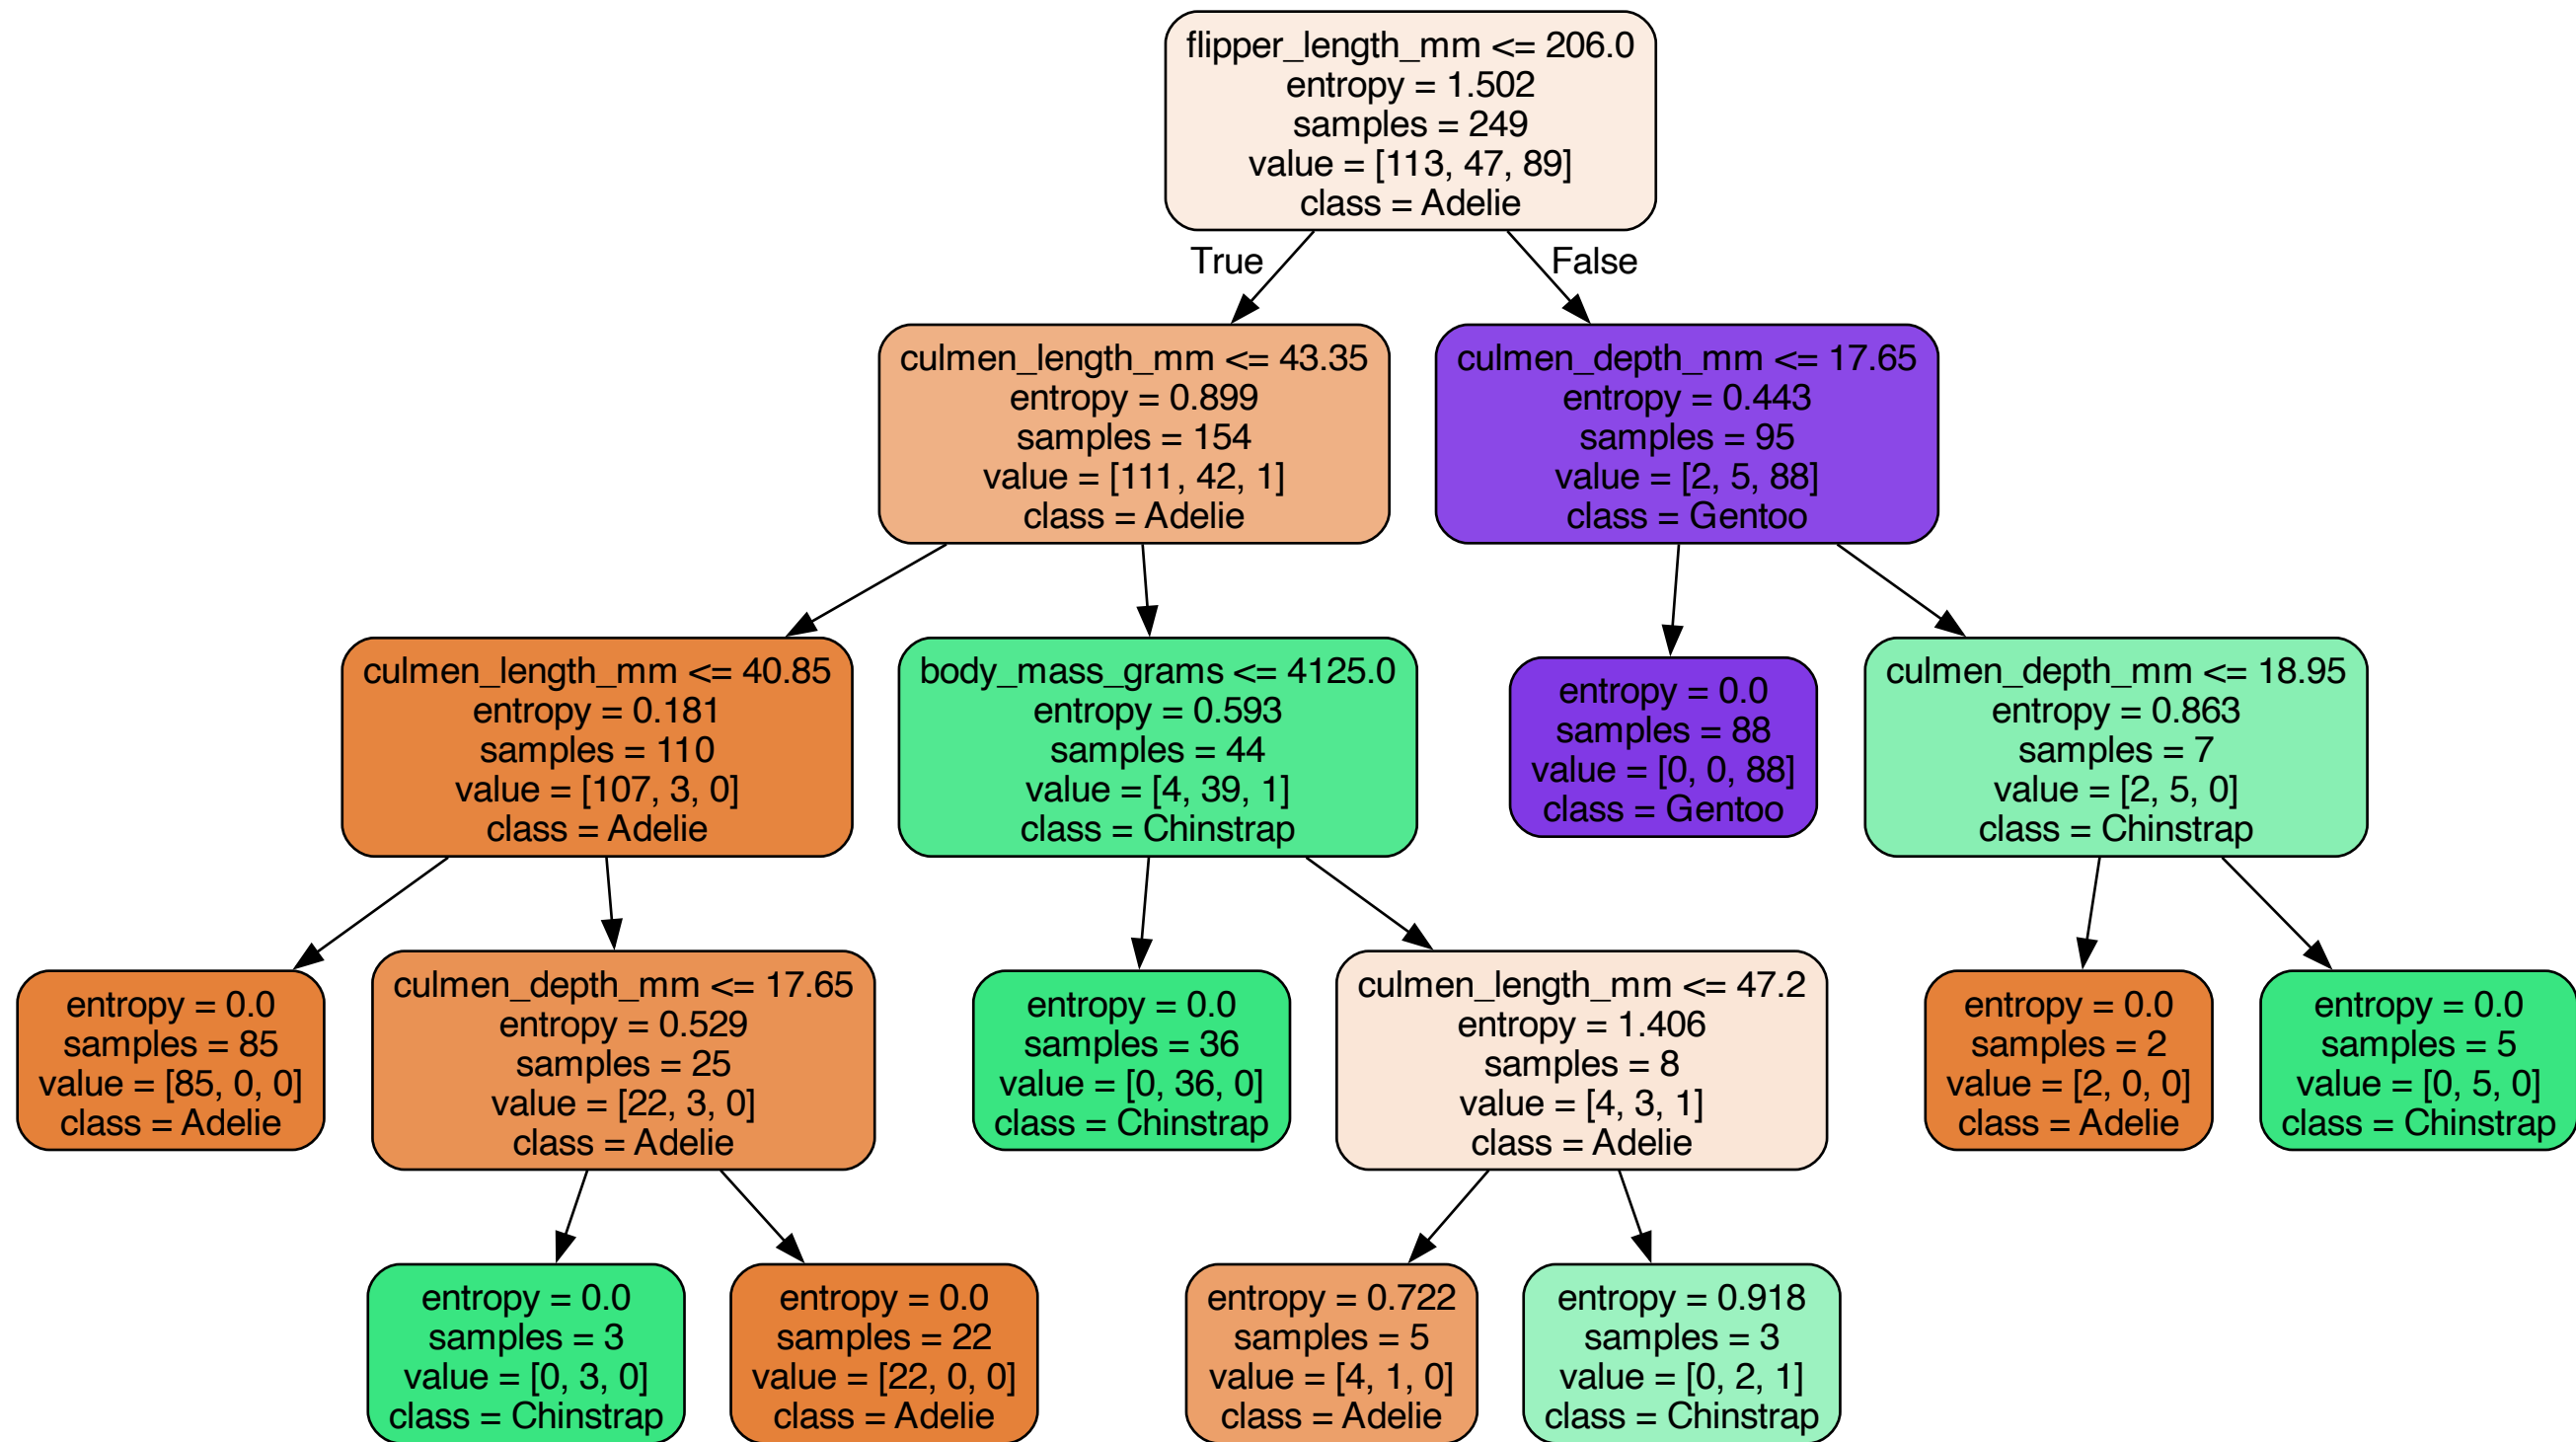 flipper_length_mm <= 206.0
entropy = 1.502
samples = 249
value = [113, 47, 89]
class = Adelie
True
False
culmen_length_mm <= 43.35
entropy = 0.899
samples = 154
value = [111, 42, 1]
class = Adelie
culmen_depth_mm <= 17.65
entropy = 0.443
samples = 95
value = [2, 5, 88]
class = Gentoo
culmen_length_mm <= 40.85
entropy = 0.181
samples = 110
value = [107, 3, 0]
class = Adelie
body_mass_grams <= 4125.0
entropy = 0.593
samples = 44
value = [4, 39, 1]
class = Chinstrap
entropy = 0.0
samples = 88
value = [0, 0, 88]
class = Gentoo
culmen_depth_mm <= 18.95
entropy = 0.863
samples = 7
value = [2, 5, 0]
class = Chinstrap
entropy = 0.0
samples = 85
value = [85, 0, 0]
class = Adelie
culmen_depth_mm <= 17.65
entropy = 0.529
samples = 25
value = [22, 3, 0]
class = Adelie
entropy = 0.0
samples = 36
value = [0, 36, 0]
class = Chinstrap
culmen_length_mm <= 47.2
entropy = 1.406
samples = 8
value = [4, 3, 1]
class = Adelie
entropy = 0.0
samples = 2
value = [2, 0, 0]
class = Adelie
entropy = 0.0
samples = 5
value = [0, 5, 0]
class = Chinstrap
entropy = 0.0
samples = 3
value = [0, 3, 0]
class = Chinstrap
entropy = 0.0
samples = 22
value = [22, 0, 0]
class = Adelie
entropy = 0.722
samples = 5
value = [4, 1, 0]
class = Adelie
entropy = 0.918
samples = 3
value = [0, 2, 1]
class = Chinstrap